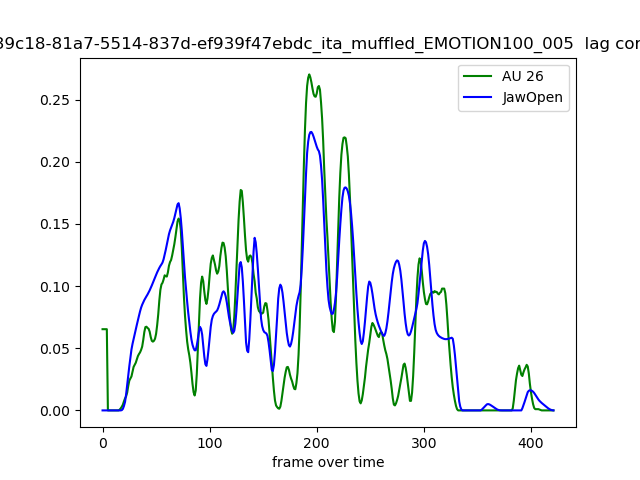 39c18-81a7-5514-837d-ef939f47ebdc_ita_muffled_EMOTION100_005 lag cor
AU 26
JawOpen
0.25
0.20
0.15
0.10
0.05
0.00
0 100 200 300 400
frame over time